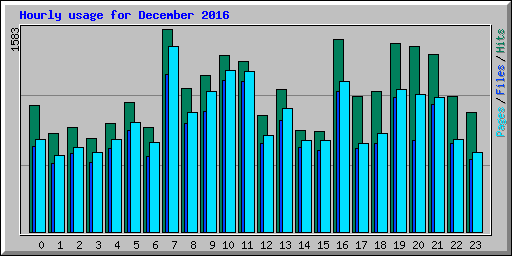 Hourly usage for December 2016
1583
Pages/Files/Hits
0 1 2 3 4 5 6 7 8 9 10 11 12 13 14 15 16 17 18 19 20 21 22 23